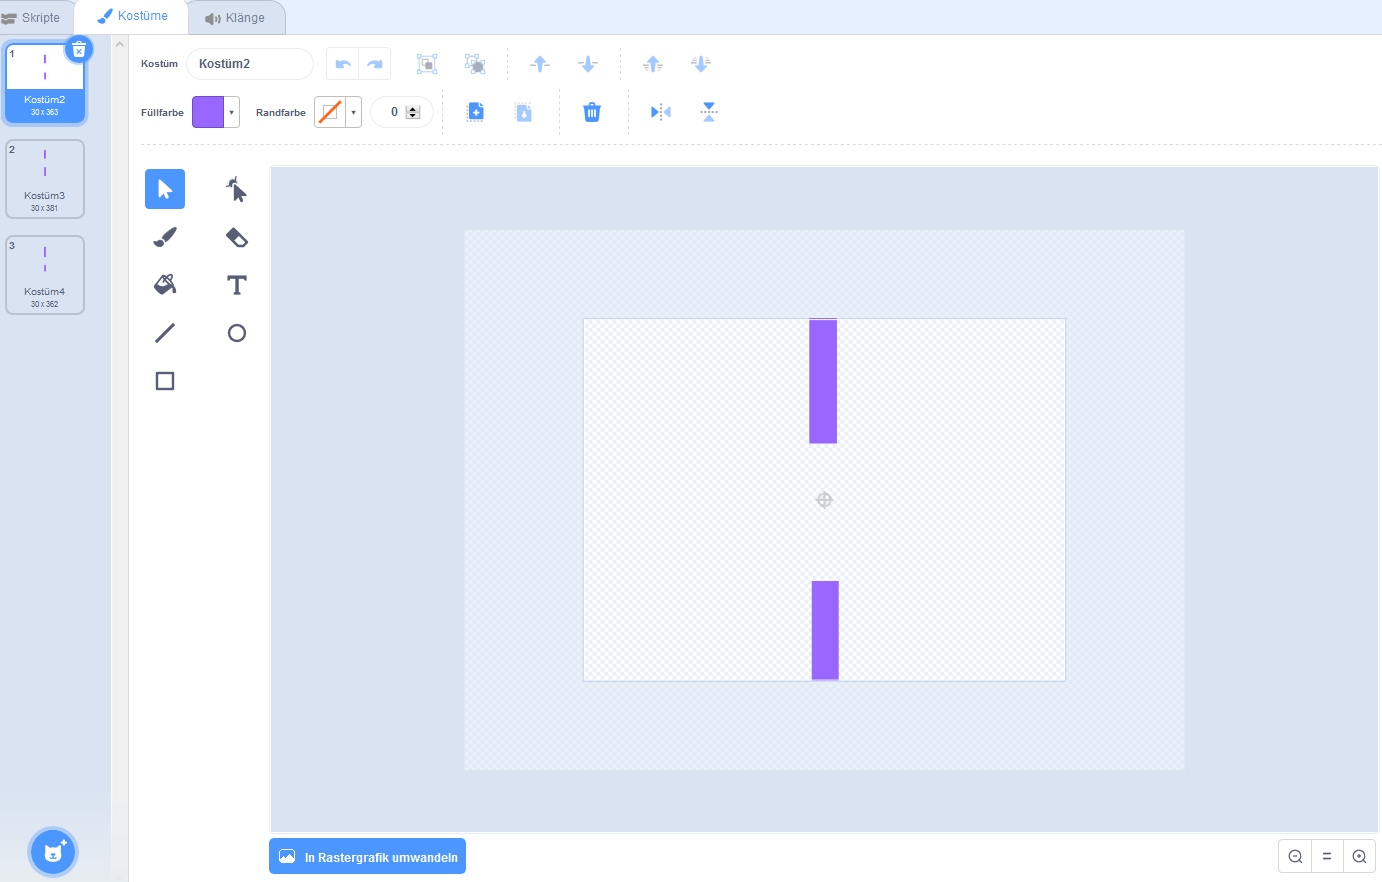 Skripte
Kostüme
Klänge
1
Kostüm2
30 x 363
2
Kostüm3
30 x 381
3
Kostüm4
30 x 362
Kostüm
Kostüm2
Füllfarbe
Randfarbe
0
T
In Rastergrafik umwandeln